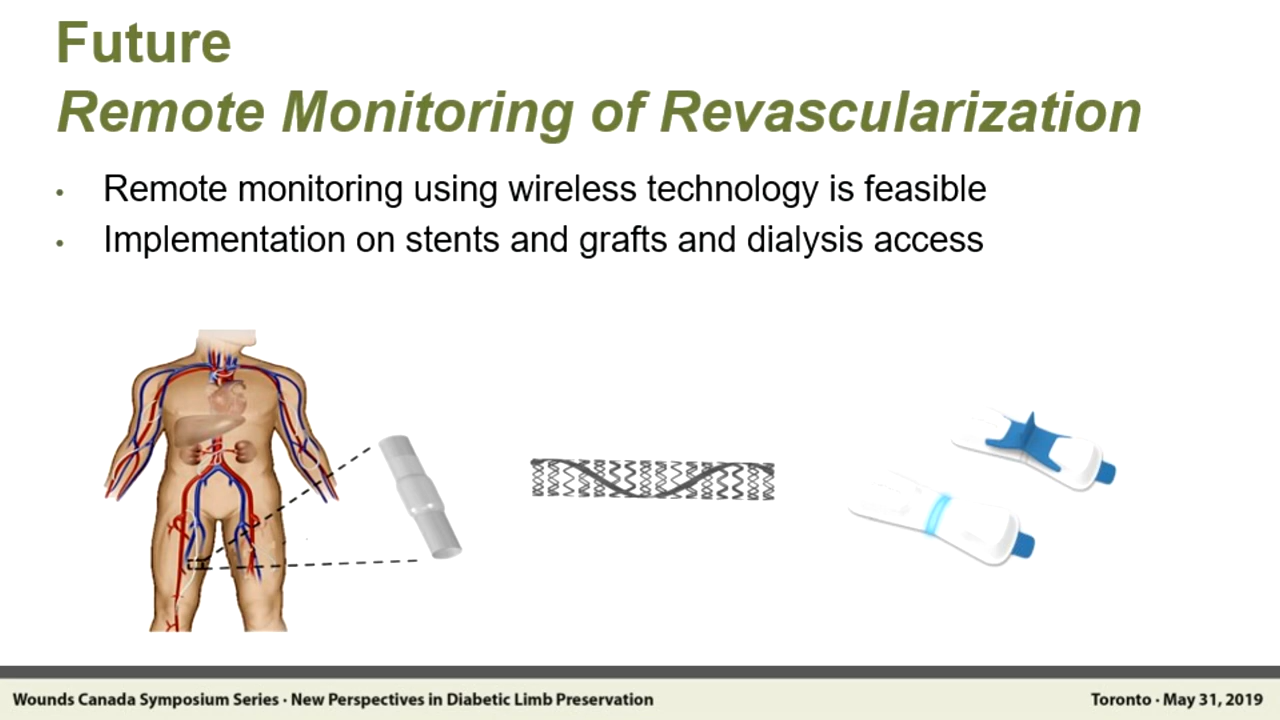 Future
Remote Monitoring of Revascularization
• Remote monitoring using wireless technology is feasible
• Implementation on stents and grafts and dialysis access
Wounds Canada Symposium Series · New Perspectives in Diabetic Limb Preservation
Toronto · May 31, 2019